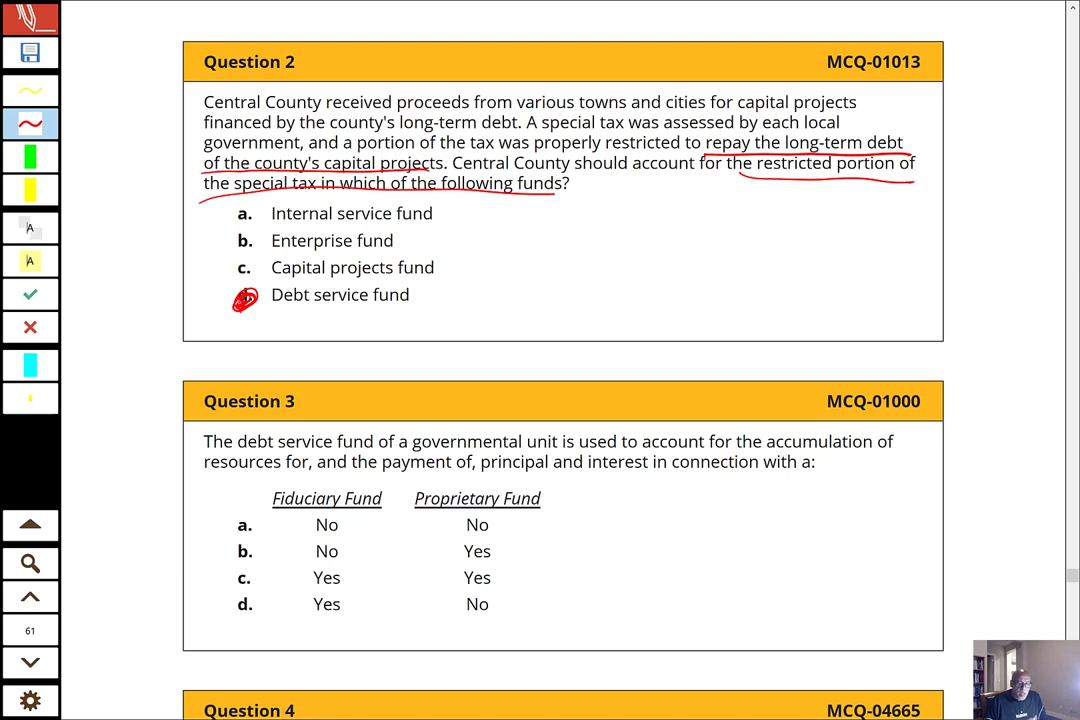 Question 2 MCQ-01013
Central County received proceeds from various towns and cities for capital projects
financed by the county's long-term debt. A special tax was assessed by each local
government, and a portion of the tax was properly restricted to repay the long-term debt
of the county's capital projects. Central County should account for the restricted portion of
the special tax in which of the following funds?
a. Internal service fund
b. Enterprise fund
c. Capital projects fund
Debt service fund
Question 3 MCQ-01000
The debt service fund of a governmental unit is used to account for the accumulation of
resources for, and the payment of, principal and interest in connection with a:
Fiduciary Fund Proprietary Fund
a. No No
b. No Yes
c. Yes Yes
d. Yes No
Question 4 MCQ-04665
A
A
61